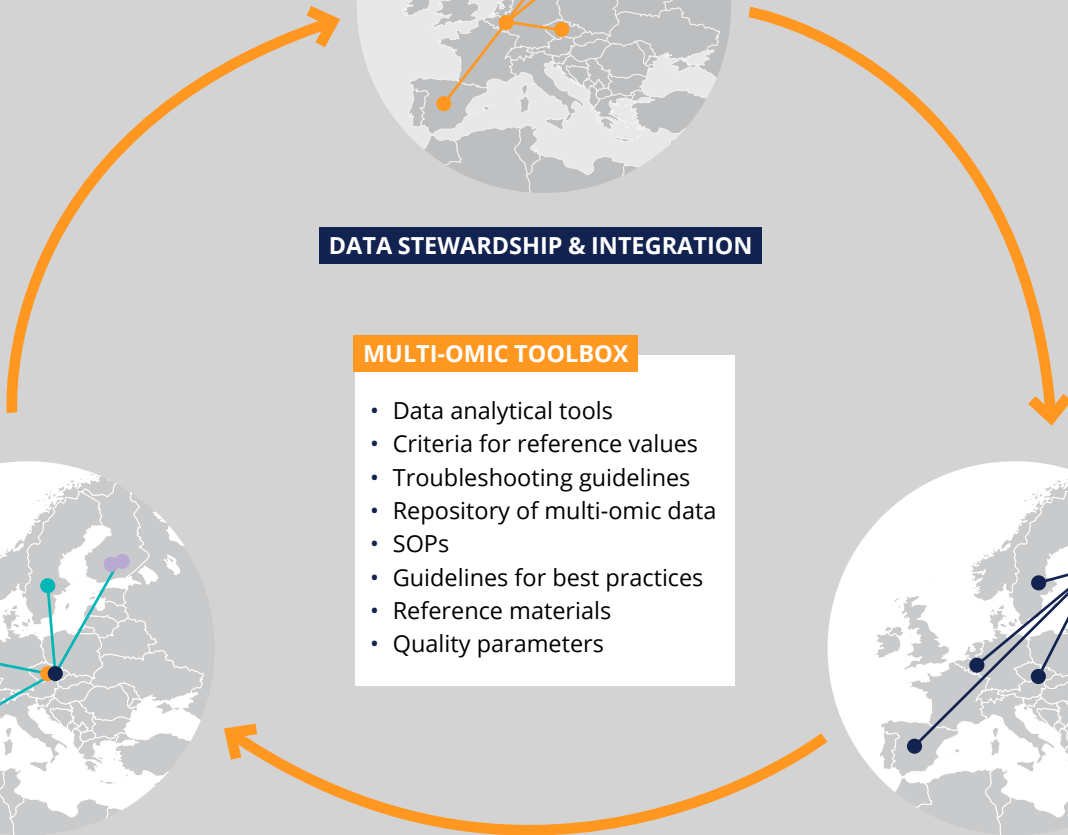 DATA STEWARDSHIP & INTEGRATION
MULTI-OMIC TOOLBOX
• Data analytical tools
• Criteria for reference values
• Troubleshooting guidelines
• Repository of multi-omic data
• SOPs
• Guidelines for best practices
• Reference materials
• Quality parameters